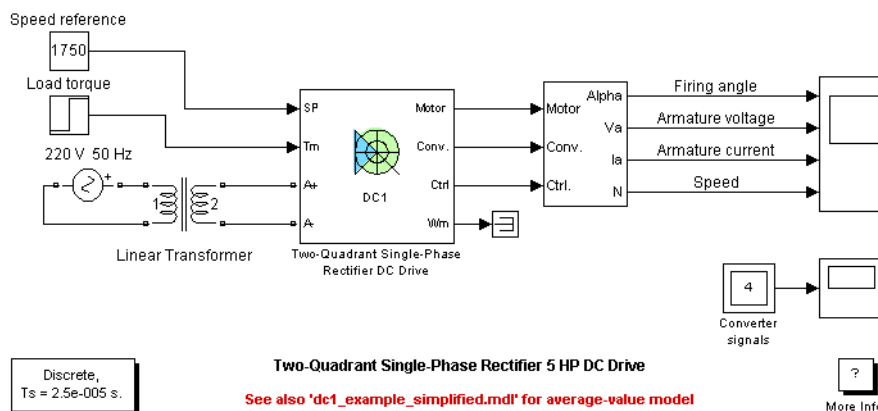 Speed reference
1750
Load torque
220 V 50 Hz
+
1
2
Linear Transformer
SP
Tm
A+
A-
Motor
Conv.
Ctrl
Wm
DC1
Two-Quadrant Single-Phase
Rectifier DC Drive
Motor
Conv.
Ctrl.
Alpha
Va
Ia
N
Firing angle
Armature voltage
Armature current
Speed
4
Converter
signals
Discrete,
Ts = 2.5e-005 s.
Two-Quadrant Single-Phase Rectifier 5 HP DC Drive
See also 'dc1_example_simplified.mdl' for average-value model
?
More Info